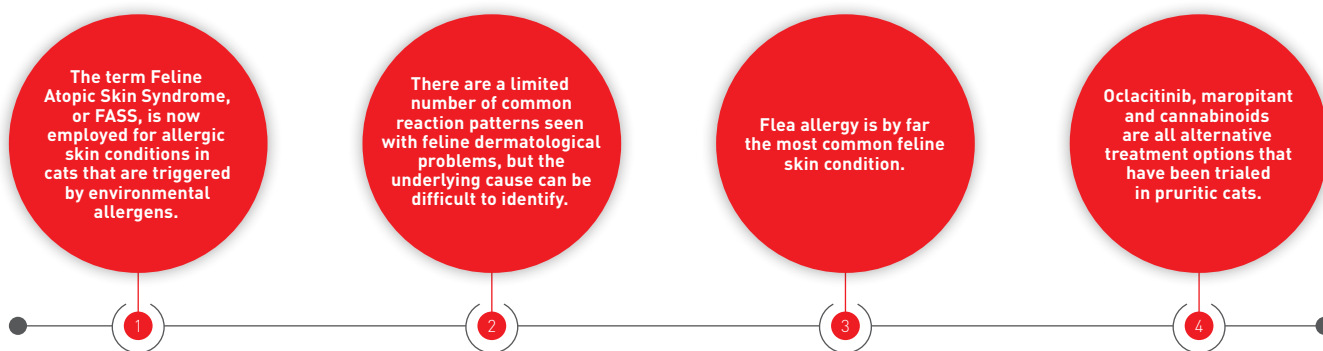 The term Feline
Atopic Skin Syndrome,
or FASS, is now
employed for allergic
skin conditions in
cats that are triggered
by environmental
allergens.
There are a limited
number of common
reaction patterns seen
with feline dermatological
problems, but the
underlying cause can be
difficult to identify.
Flea allergy is by far
the most common feline
skin condition.
Oclacitinib, maropitant
and cannabinoids
are all alternative
treatment options that
have been trialed
in pruritic cats.
1
2
3
4